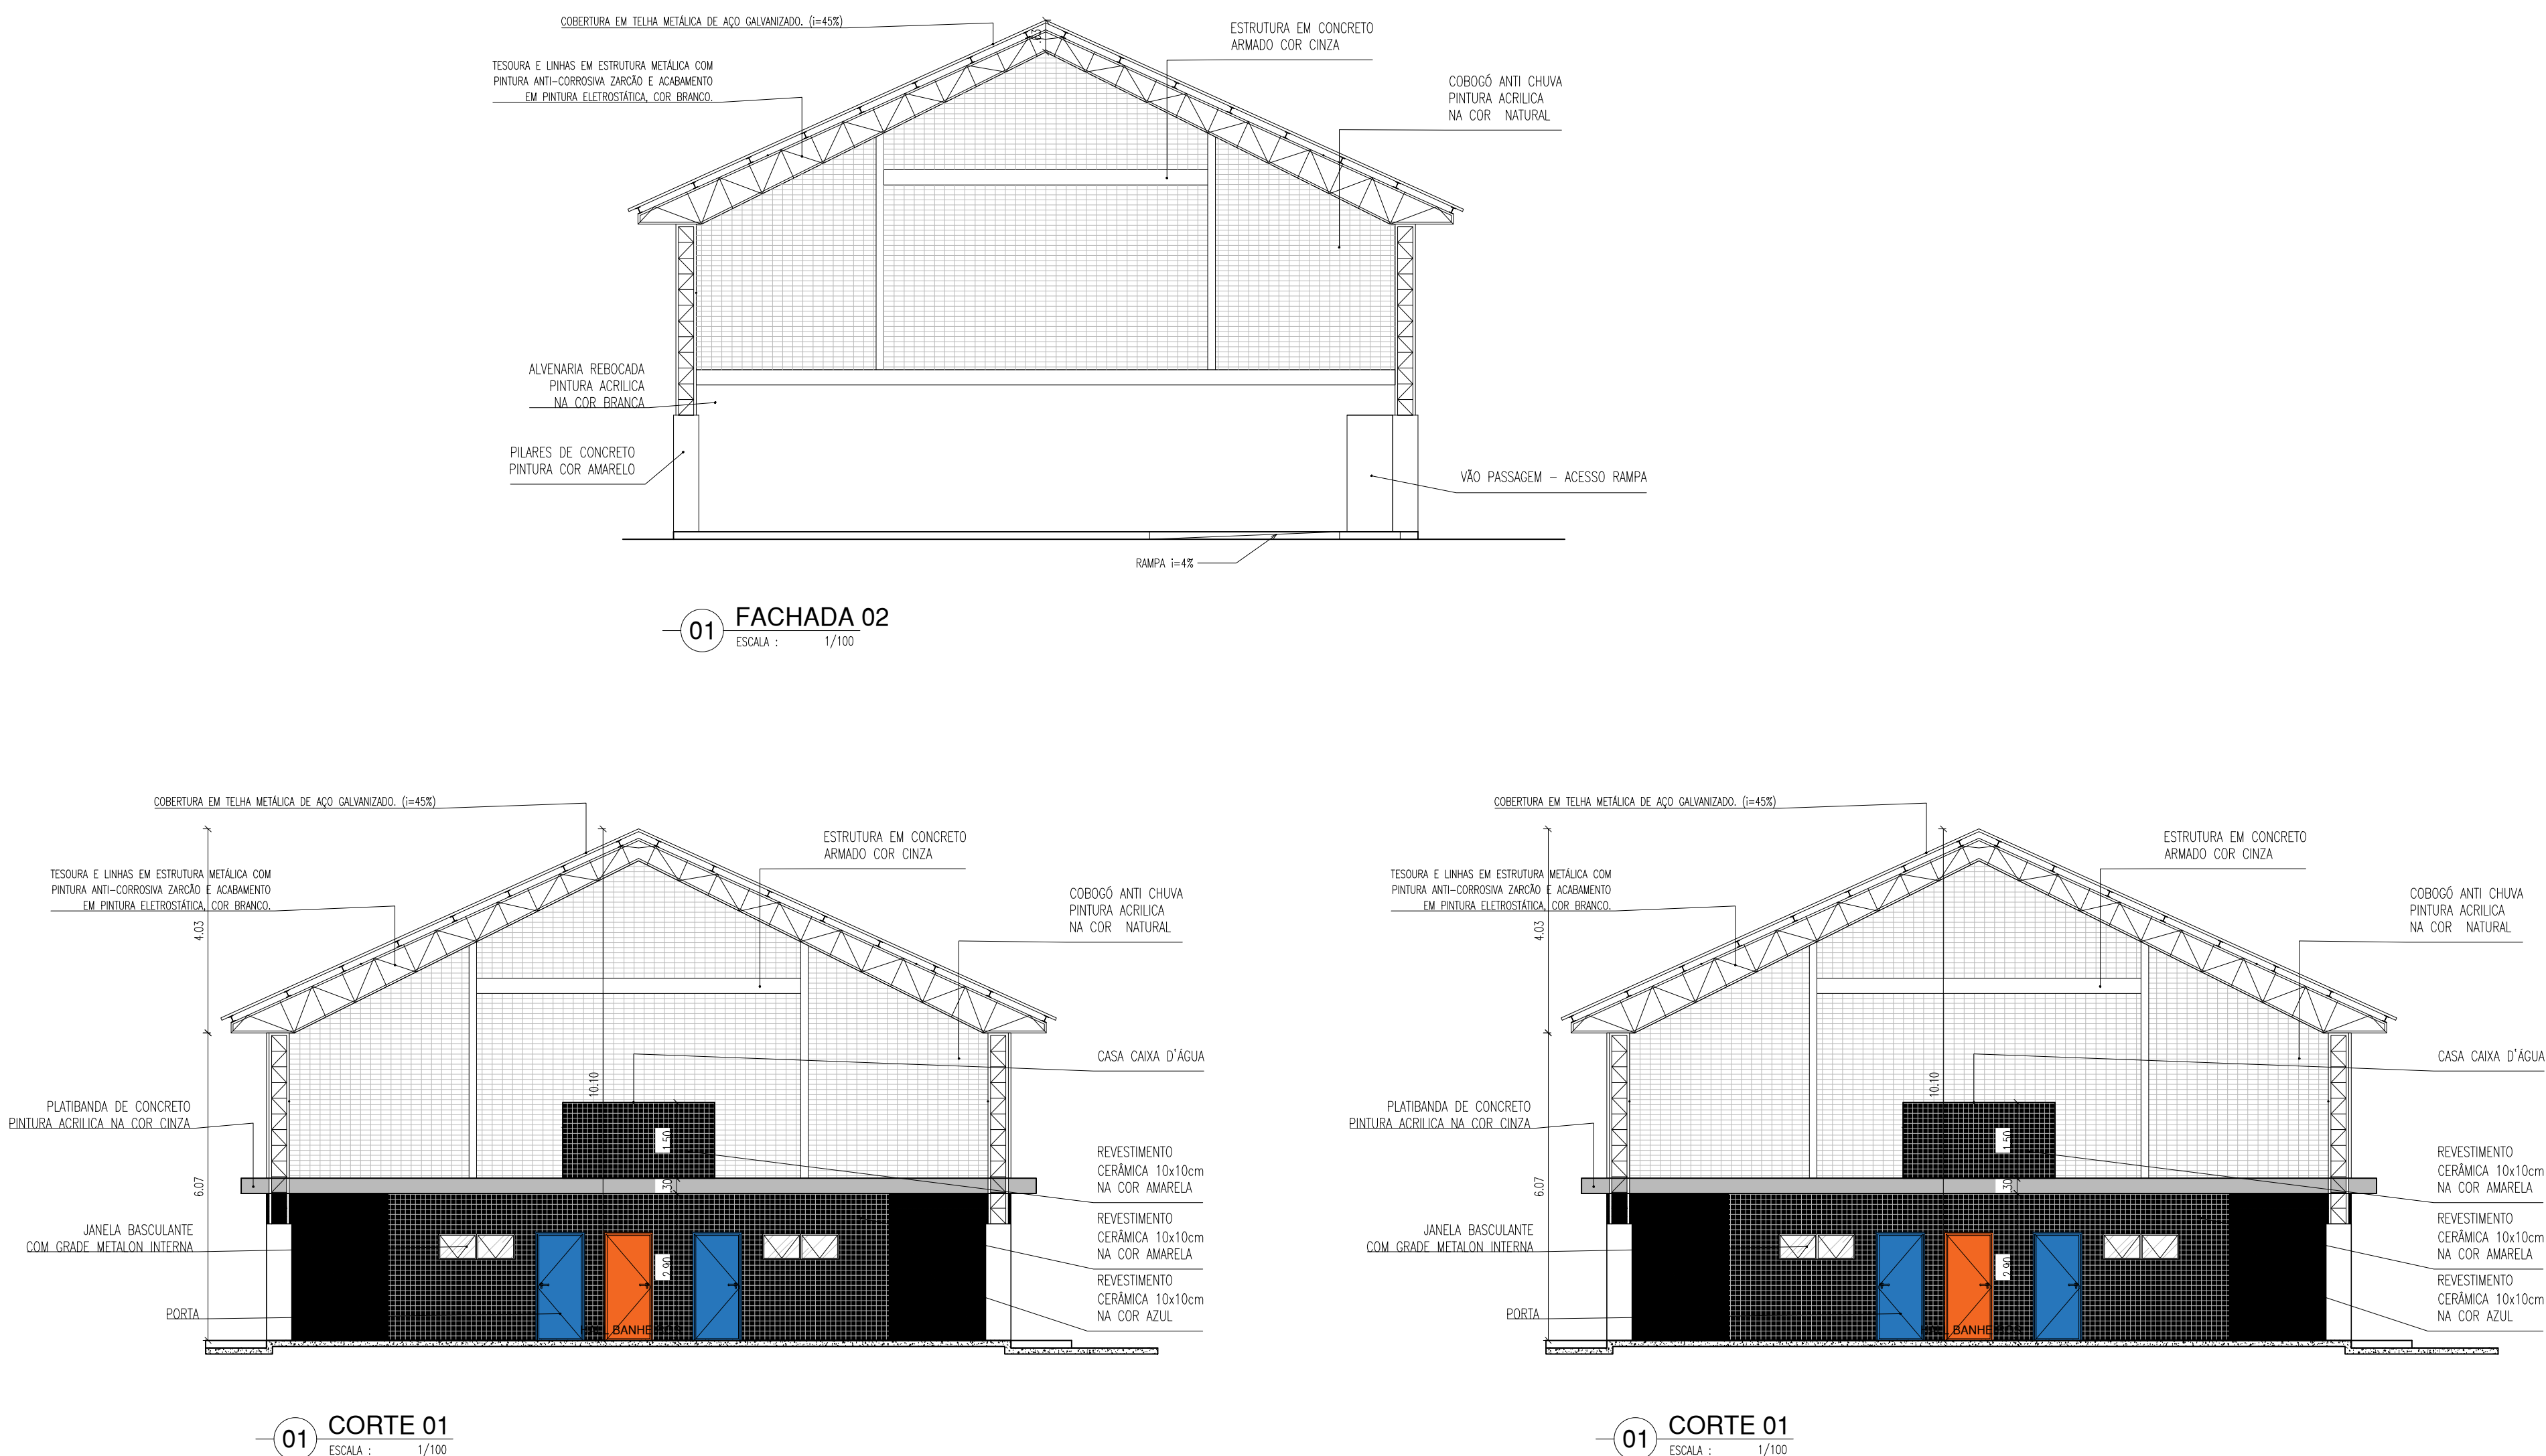 COBERTURA EM TELHA METÁLICA DE AÇO GALVANIZADO. (i=45%)
ESTRUTURA EM CONCRETO
ARMADO COR CINZA
TESOURA E LINHAS EM ESTRUTURA METÁLICA COM
PINTURA ANTI-CORROSIVA ZARCÃO E ACABAMENTO
EM PINTURA ELETROSTÁTICA, COR BRANCO.
COBOGÓ ANTI CHUVA
PINTURA ACRILICA
NA COR NATURAL
ALVENARIA REBOCADA
PINTURA ACRILICA
NA COR BRANCA
PILARES DE CONCRETO
PINTURA COR AMARELO
VÃO PASSAGEM – ACESSO RAMPA
RAMPA i=4%
01 FACHADA 02
ESCALA : 1/100
COBERTURA EM TELHA METÁLICA DE AÇO GALVANIZADO. (i=45%)
ESTRUTURA EM CONCRETO
ARMADO COR CINZA
TESOURA E LINHAS EM ESTRUTURA METÁLICA COM
PINTURA ANTI-CORROSIVA ZARCÃO E ACABAMENTO
EM PINTURA ELETROSTÁTICA, COR BRANCO.
COBOGÓ ANTI CHUVA
PINTURA ACRILICA
NA COR NATURAL
4.03
CASA CAIXA D'ÁGUA
10.10
PLATIBANDA DE CONCRETO
PINTURA ACRILICA NA COR CINZA
1.50
REVESTIMENTO
CERÂMICA 10x10cm
NA COR AMARELA
6.07
30
JANELA BASCULANTE
COM GRADE METALON INTERNA
REVESTIMENTO
CERÂMICA 10x10cm
NA COR AMARELA
2.90
REVESTIMENTO
CERÂMICA 10x10cm
NA COR AZUL
PORTA
01 CORTE 01
ESCALA : 1/100
COBERTURA EM TELHA METÁLICA DE AÇO GALVANIZADO. (i=45%)
ESTRUTURA EM CONCRETO
ARMADO COR CINZA
TESOURA E LINHAS EM ESTRUTURA METÁLICA COM
PINTURA ANTI-CORROSIVA ZARCÃO E ACABAMENTO
EM PINTURA ELETROSTÁTICA, COR BRANCO.
COBOGÓ ANTI CHUVA
PINTURA ACRILICA
NA COR NATURAL
4.03
CASA CAIXA D'ÁGUA
10.10
PLATIBANDA DE CONCRETO
PINTURA ACRILICA NA COR CINZA
1.50
REVESTIMENTO
CERÂMICA 10x10cm
NA COR AMARELA
6.07
30
JANELA BASCULANTE
COM GRADE METALON INTERNA
REVESTIMENTO
CERÂMICA 10x10cm
NA COR AMARELA
2.90
REVESTIMENTO
CERÂMICA 10x10cm
NA COR AZUL
PORTA
01 CORTE 01
ESCALA : 1/100